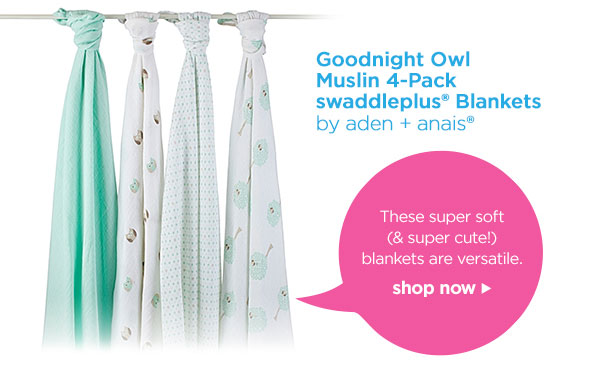 Goodnight Owl
Muslin 4-Pack
swaddleplus® Blankets
by aden + anais®
These super soft
(& super cute!)
blankets are versatile.
shop now ▶